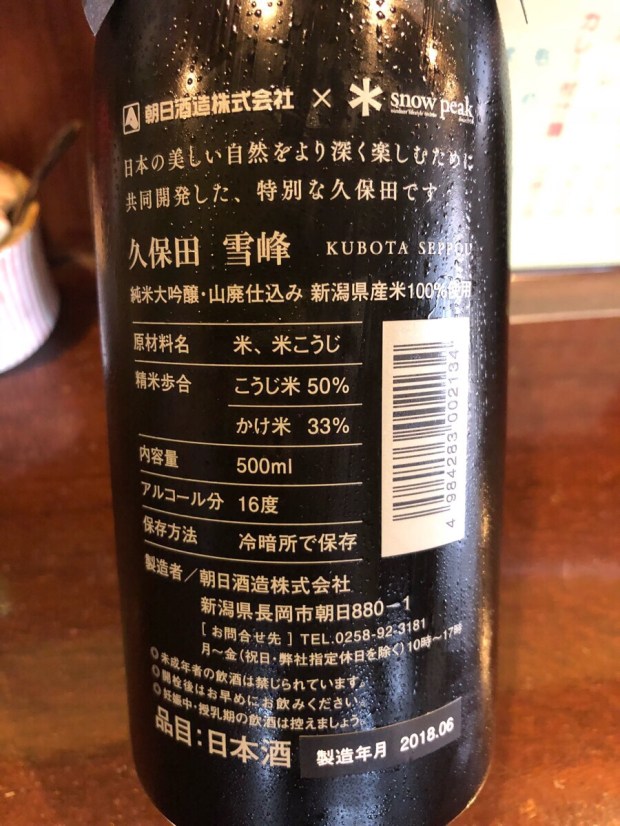 朝日酒造株式会社 × snow peak
日本の美しい自然をより深く楽しむために
共同開発した、特別な久保田です
久保田 雪峰 KUBOTA SEPPOU
純米大吟醸・山廃仕込み 新潟県産米100%使用
原材料名 米、米こうじ
精米歩合 こうじ米 50%
かけ米 33%
内容量 500ml
アルコール分 16度
保存方法 冷暗所で保存
4 984283 002134
製造者／朝日酒造株式会社
新潟県長岡市朝日880−1
[お問合せ先] TEL.0258-92-3181
月〜金(祝日・弊社指定休日を除く)10時〜17時
●未成年者の飲酒は禁じられています。
●開栓後はお早めにお飲みください。
●妊娠中・授乳期の飲酒は控えましょう。
品目：日本酒 製造年月 2018.06